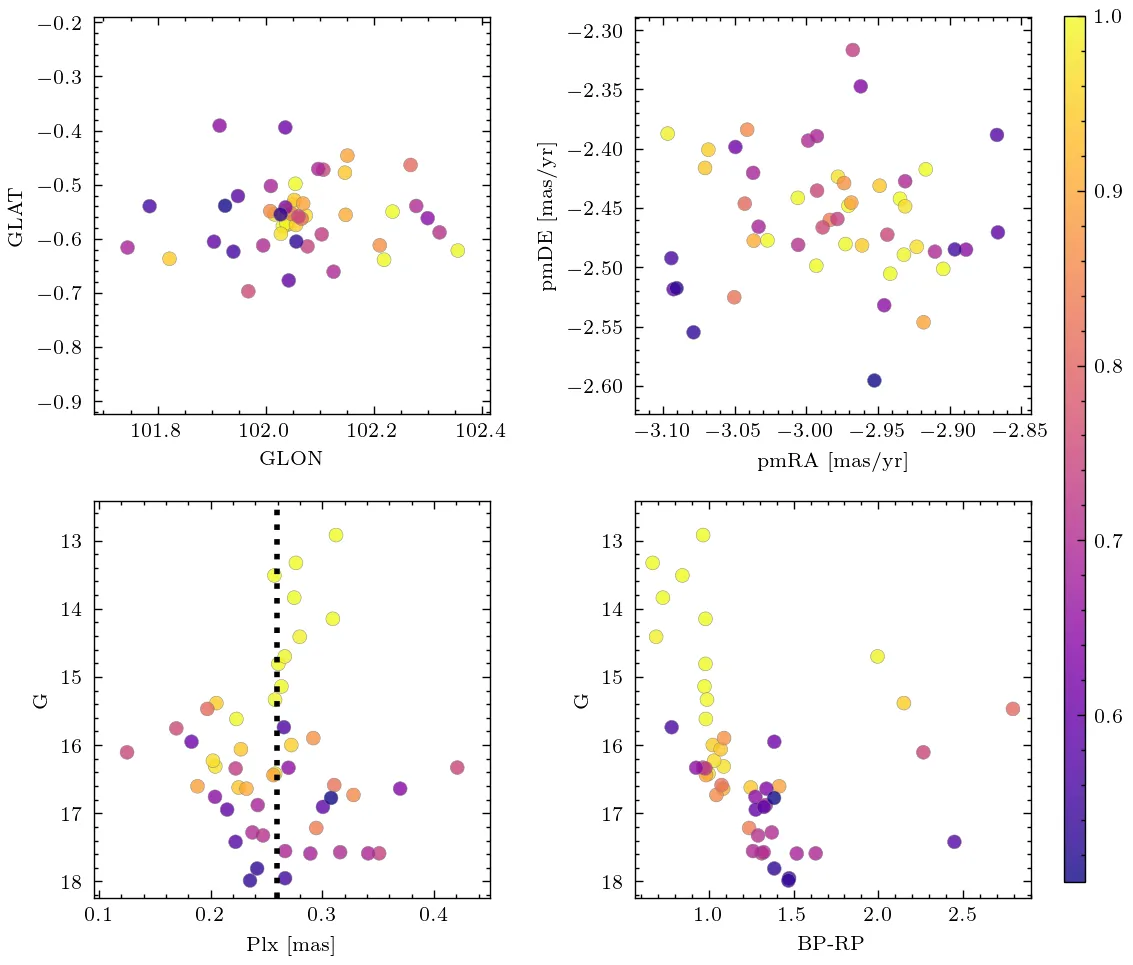 −0.2
−0.3
−0.4
−0.5
−0.6
−0.7
−0.8
−0.9
GLAT
101.8 102.0 102.2 102.4
GLON
−2.30
−2.35
−2.40
−2.45
−2.50
−2.55
−2.60
pmDE [mas/yr]
−3.10 −3.05 −3.00 −2.95 −2.90 −2.85
pmRA [mas/yr]
13
14
15
16
17
18
G
0.1 0.2 0.3 0.4
Plx [mas]
13
14
15
16
17
18
G
1.0 1.5 2.0 2.5
BP-RP
1.0
0.9
0.8
0.7
0.6